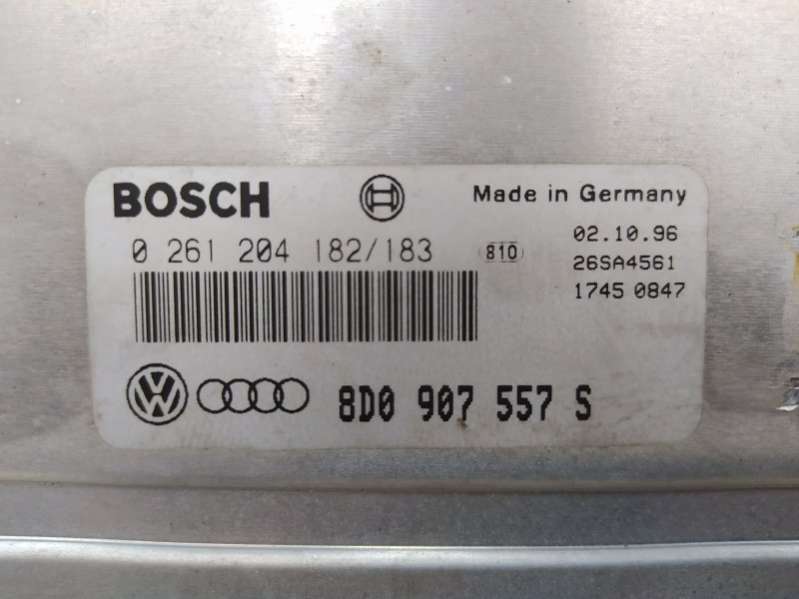 BOSCH
Made in Germany
0 261 204 182/183
810
02.10.96
26SA4561
1745 0847
VW
8D0 907 557 S